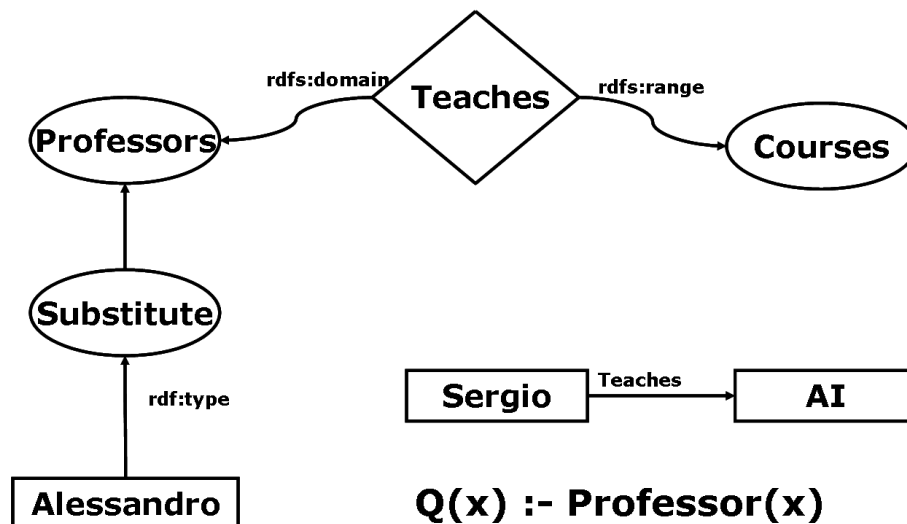 rdfs:domain
Teaches
rdfs:range
Professors
Courses
Substitute
rdf:type
Teaches
Sergio
AI
Alessandro
Q(x) :- Professor(x)